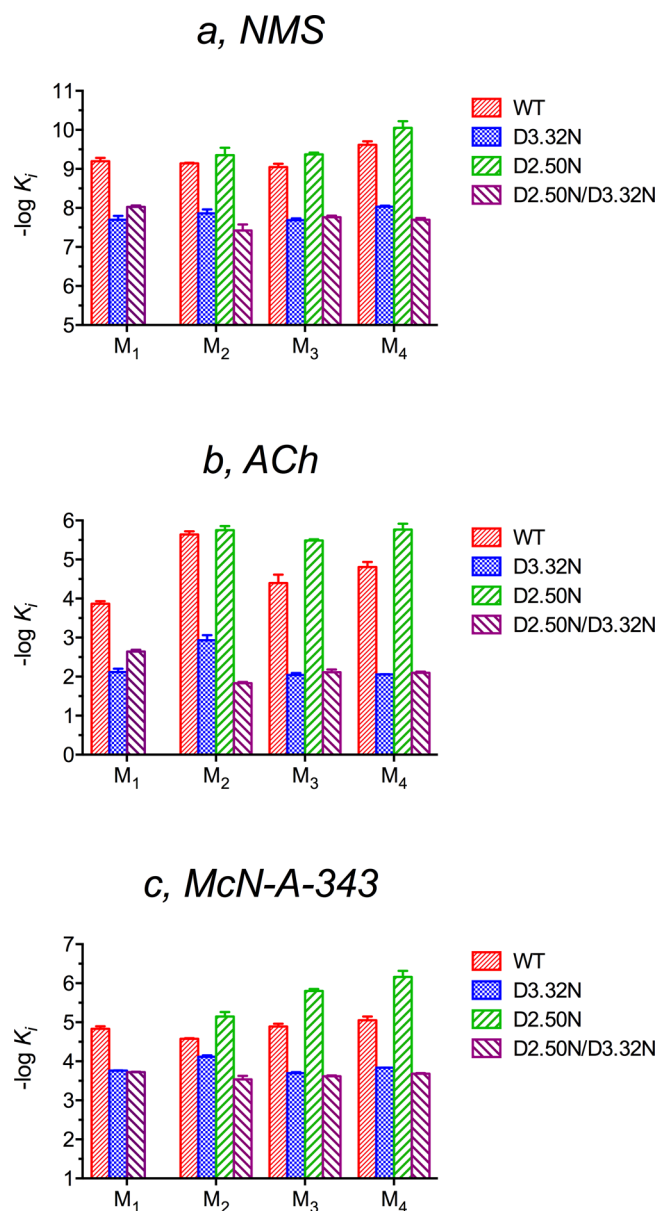 a, NMS
11
10
9
8
7
6
5
-log Ki
M1
M2
M3
M4
WT
D3.32N
D2.50N
D2.50N/D3.32N
b, ACh
6
5
4
3
2
1
0
-log Ki
M1
M2
M3
M4
WT
D3.32N
D2.50N
D2.50N/D3.32N
c, McN-A-343
7
6
5
4
3
2
1
-log Ki
M1
M2
M3
M4
WT
D3.32N
D2.50N
D2.50N/D3.32N